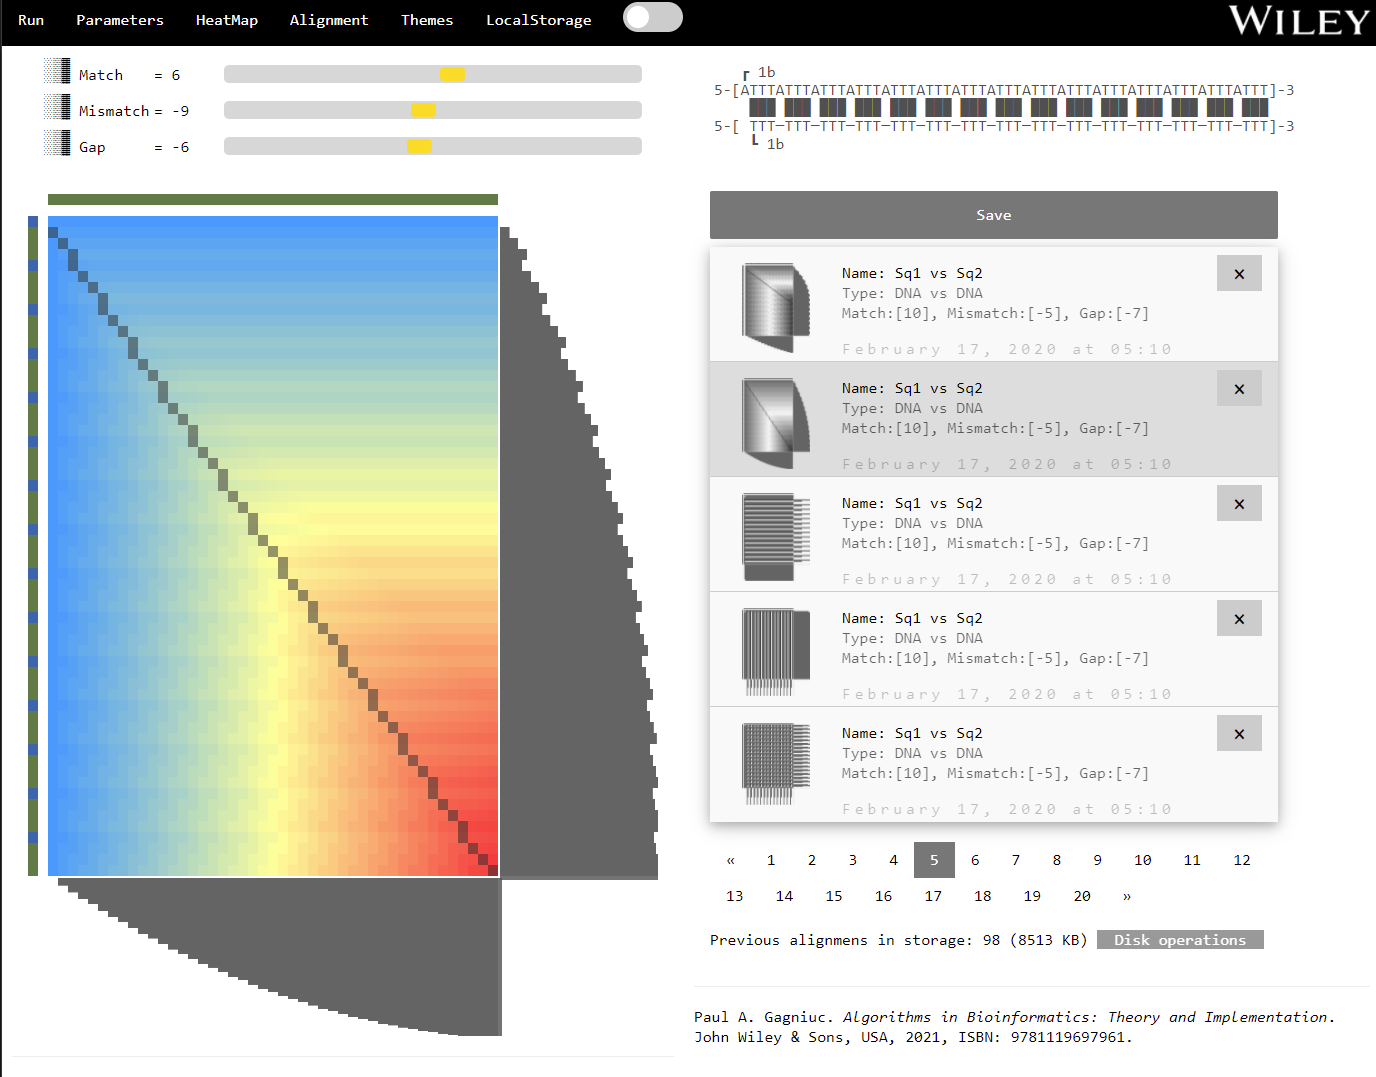 Run Parameters HeatMap Alignment Themes LocalStorage WILEY
Match = 6
Mismatch = -9
Gap = -6
┏ 1b
5-[ATTTATTTATTTATTTATTTATTTATTTATTTATTTATTTATTTATTTATTTATTTATTT]-3
5-[ TTT—TTT—TTT—TTT—TTT—TTT—TTT—TTT—TTT—TTT—TTT—TTT—TTT—TTT—TTT]-3
┗ 1b
Save
Name: Sq1 vs Sq2 ×
Type: DNA vs DNA
Match:[10], Mismatch:[-5], Gap:[-7]
February 17, 2020 at 05:10
Name: Sq1 vs Sq2 ×
Type: DNA vs DNA
Match:[10], Mismatch:[-5], Gap:[-7]
February 17, 2020 at 05:10
Name: Sq1 vs Sq2 ×
Type: DNA vs DNA
Match:[10], Mismatch:[-5], Gap:[-7]
February 17, 2020 at 05:10
Name: Sq1 vs Sq2 ×
Type: DNA vs DNA
Match:[10], Mismatch:[-5], Gap:[-7]
February 17, 2020 at 05:10
Name: Sq1 vs Sq2 ×
Type: DNA vs DNA
Match:[10], Mismatch:[-5], Gap:[-7]
February 17, 2020 at 05:10
« 1 2 3 4 5 6 7 8 9 10 11 12
13 14 15 16 17 18 19 20 »
Previous alignmens in storage: 98 (8513 KB) Disk operations
Paul A. Gagniuc. Algorithms in Bioinformatics: Theory and Implementation.
John Wiley & Sons, USA, 2021, ISBN: 9781119697961.